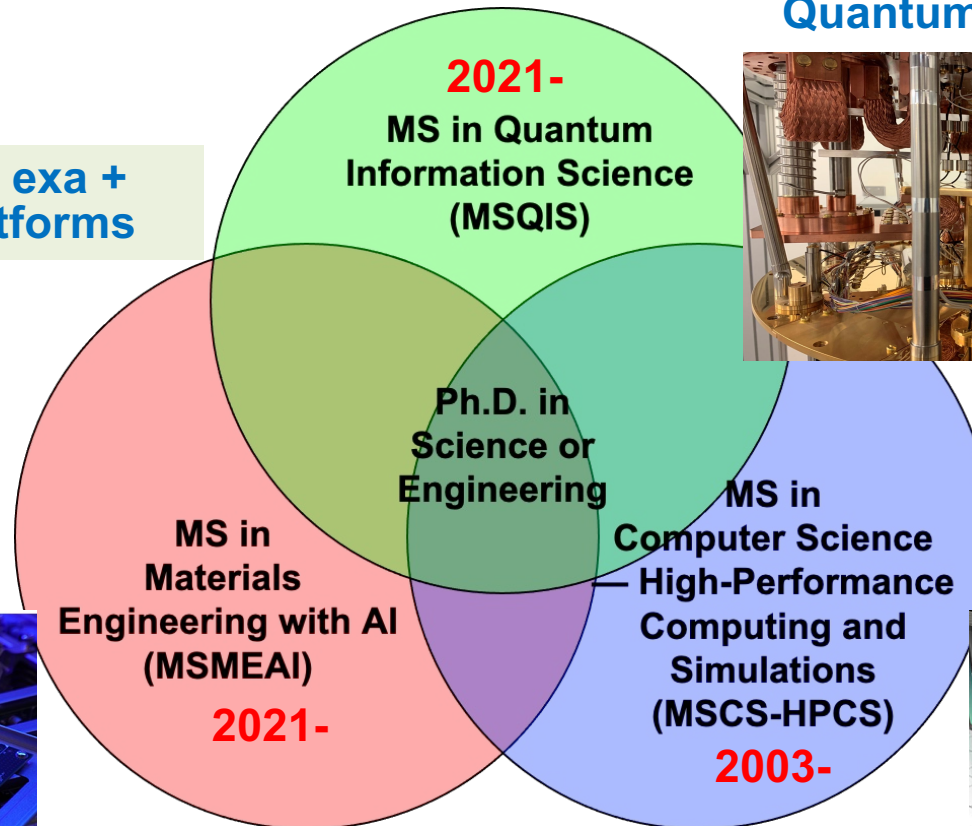 Quantum
exa +
tforms
2021-
MS in Quantum
Information Science
(MSQIS)
Ph.D. in
Science or
Engineering
MS in
Materials
Engineering with AI
(MSMEAI)
2021-
MS in
Computer Science
— High-Performance
Computing and
Simulations
(MSCS-HPCS)
2003-